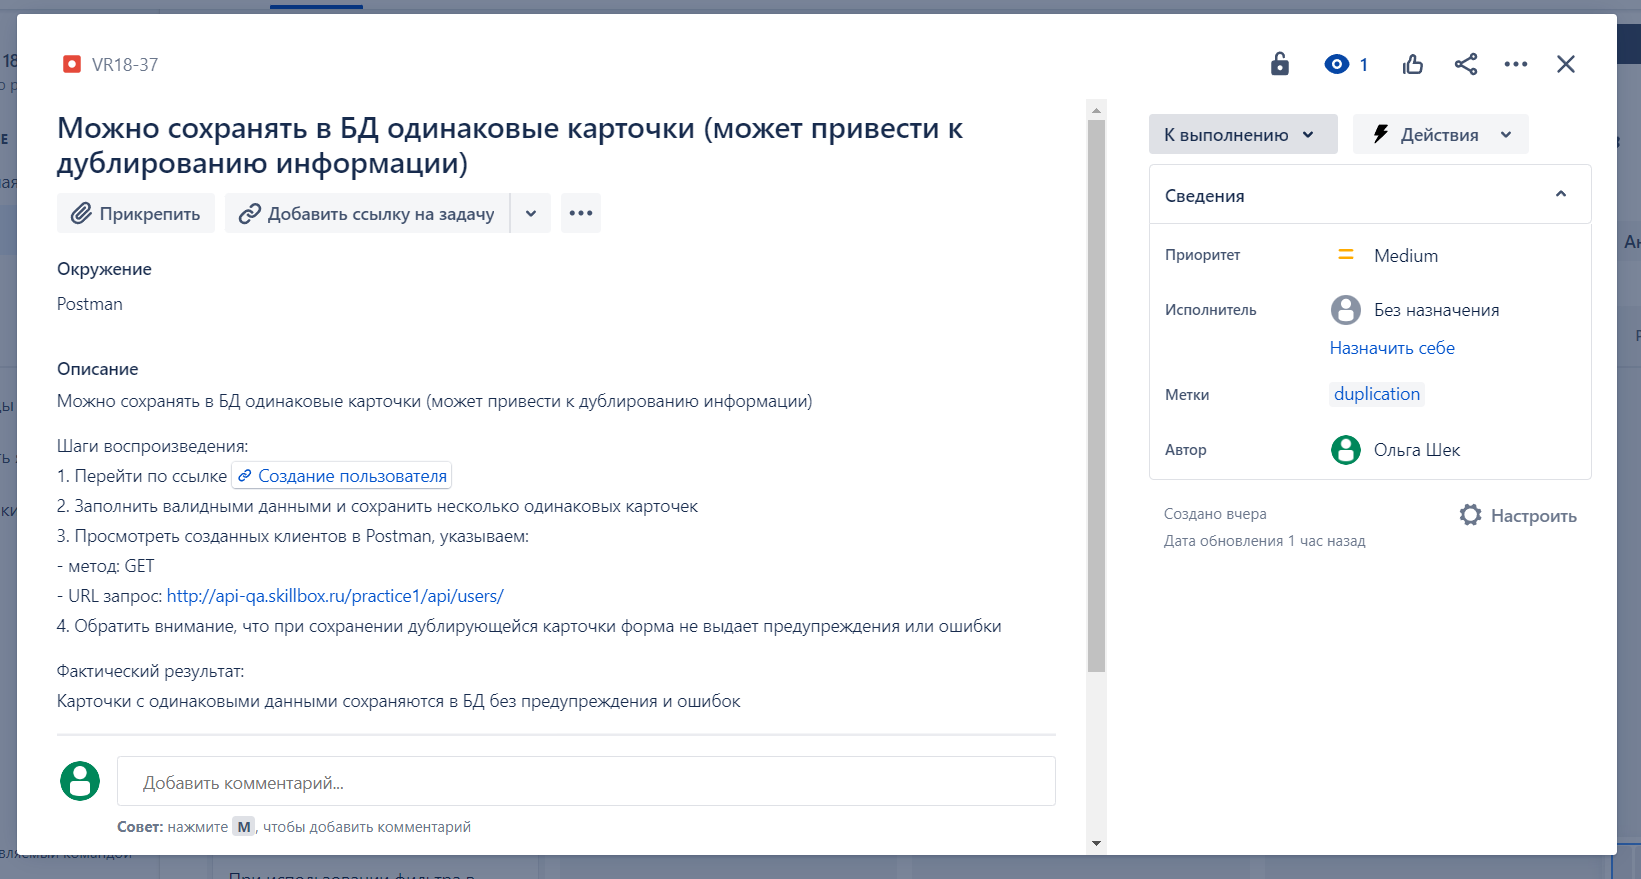 VR18-37
1
Можно сохранять в БД одинаковые карточки (может привести к
дублированию информации)
Прикрепить
Добавить ссылку на задачу
Окружение
Postman
Описание
Можно сохранять в БД одинаковые карточки (может привести к дублированию информации)
Шаги воспроизведения:
1. Перейти по ссылке Создание пользователя
2. Заполнить валидными данными и сохранить несколько одинаковых карточек
3. Просмотреть созданных клиентов в Postman, указываем:
- метод: GET
- URL запрос: http://api-qa.skillbox.ru/practice1/api/users/
4. Обратить внимание, что при сохранении дублирующейся карточки форма не выдает предупреждения или ошибки
Фактический результат:
Карточки с одинаковыми данными сохраняются в БД без предупреждения и ошибок
Добавить комментарий...
Совет: нажмите M, чтобы добавить комментарий
К выполнению
Действия
Сведения
Приоритет
Medium
Исполнитель
Без назначения
Назначить себе
Метки
duplication
Автор
Ольга Шек
Создано вчера
Дата обновления 1 час назад
Настроить